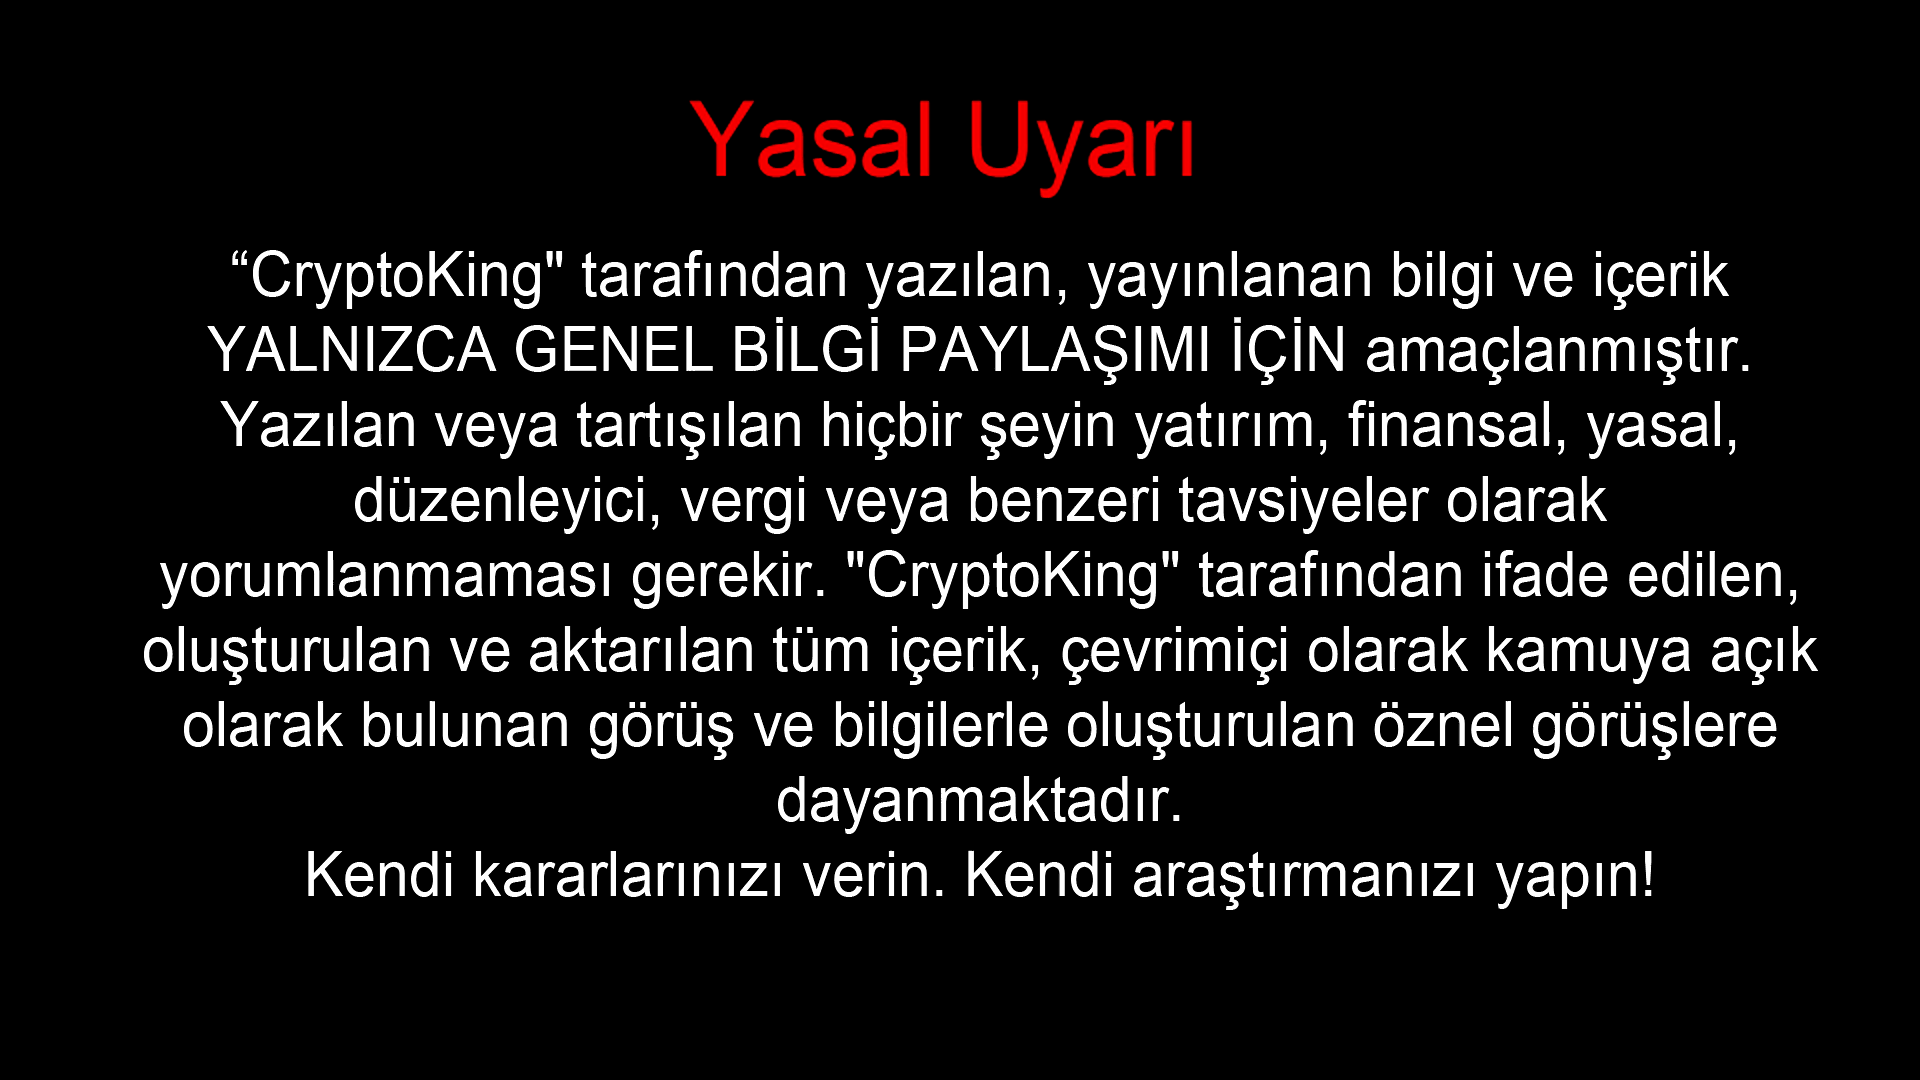 Yasal Uyarı
“CryptoKing" tarafından yazılan, yayınlanan bilgi ve içerik
YALNIZCA GENEL BİLGİ PAYLAŞIMI İÇİN amaçlanmıştır.
Yazılan veya tartışılan hiçbir şeyin yatırım, finansal, yasal,
düzenleyici, vergi veya benzeri tavsiyeler olarak
yorumlanmaması gerekir. "CryptoKing" tarafından ifade edilen,
oluşturulan ve aktarılan tüm içerik, çevrimiçi olarak kamuya açık
olarak bulunan görüş ve bilgilerle oluşturulan öznel görüşlere
dayanmaktadır.
Kendi kararlarınızı verin. Kendi araştırmanızı yapın!